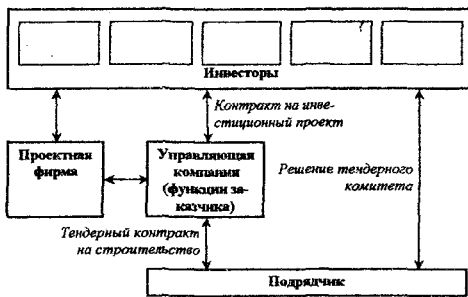 Инвесторы
Контракт на инве-
стиционный проект
Проектная
фирма
Управляющая
компания
(функции за-
казчика)
Решение тендерного
комитета
Тендерный контракт
на строительство
Подрядчик